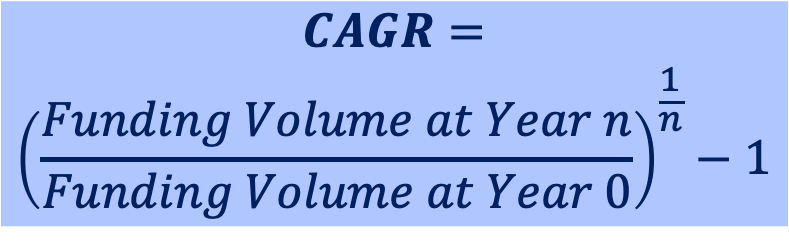 CAGR =
(Funding Volume at Year n / Funding Volume at Year 0)^(1/n) − 1